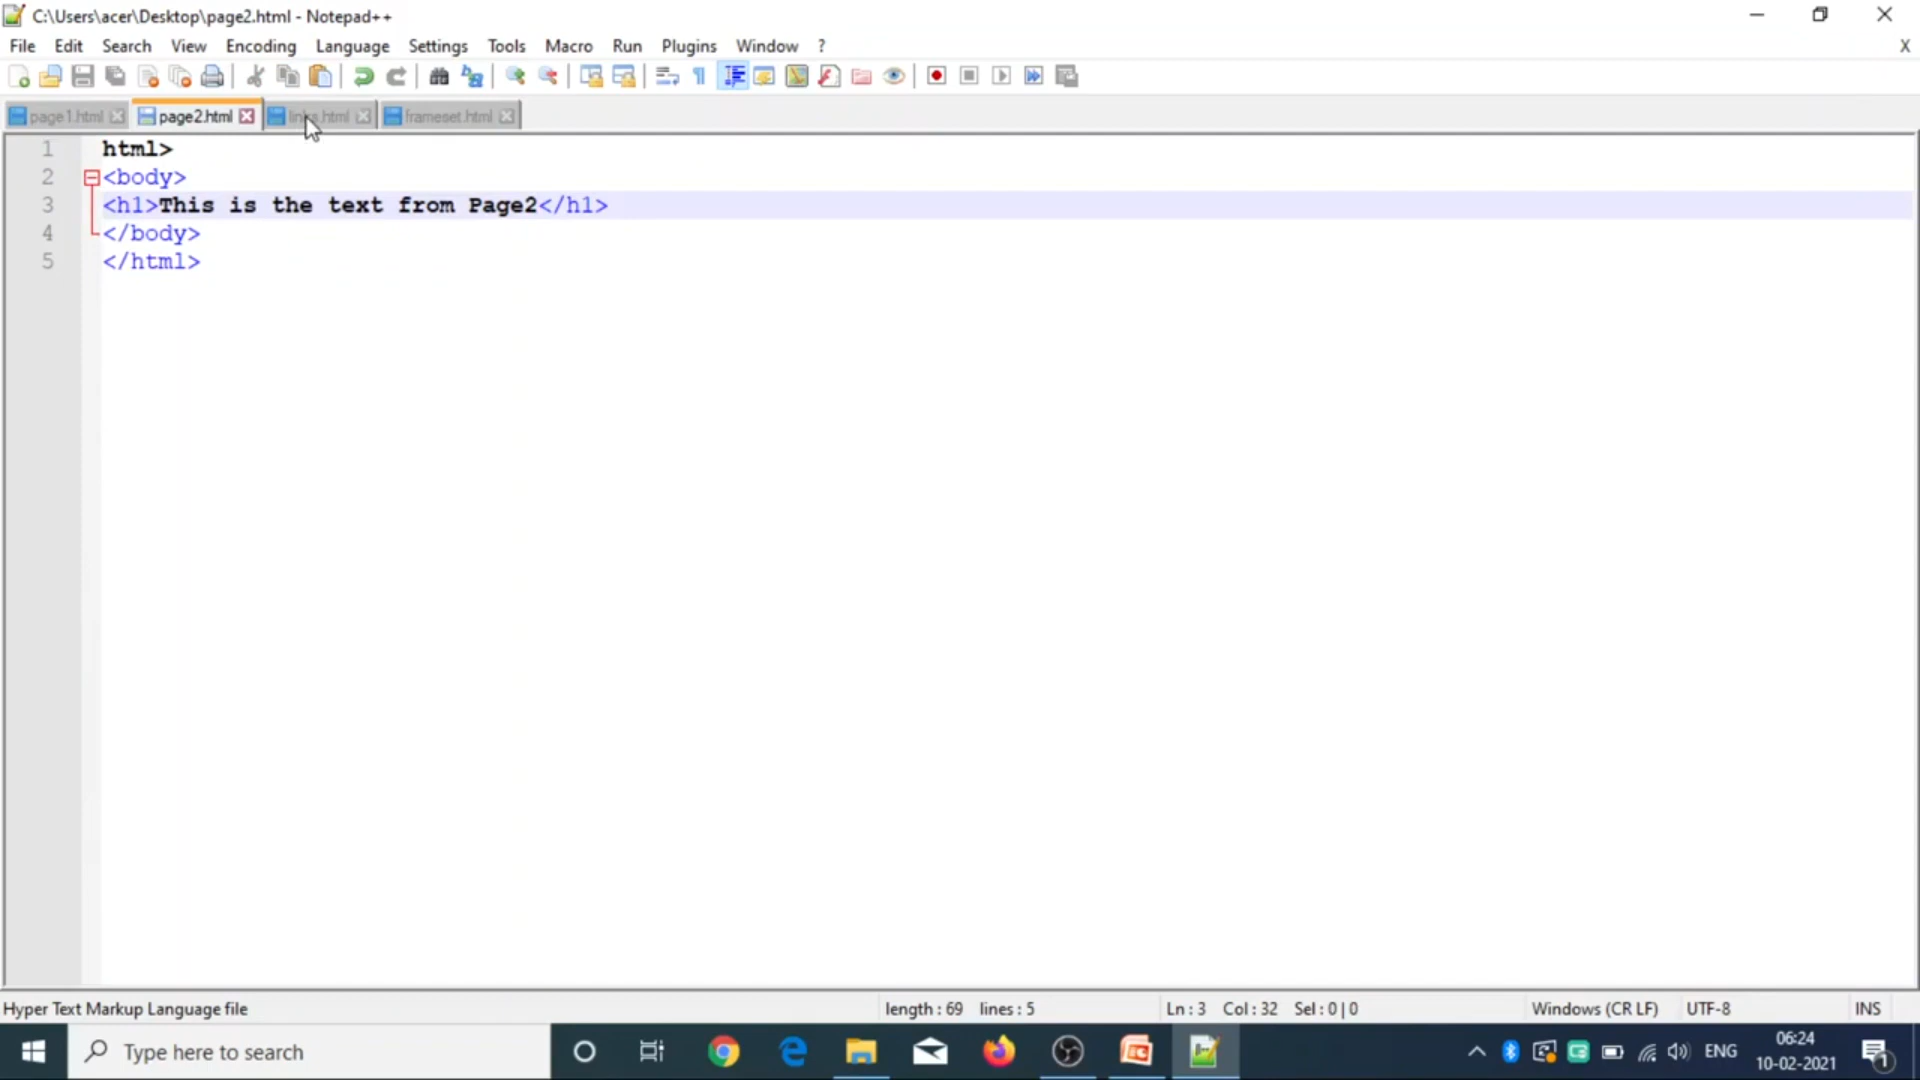 C:\Users\acer\Desktop\page2.html - Notepad++
File Edit Search View Encoding Language Settings Tools Macro Run Plugins Window ? X
page1.html page2.html links.html frameset.html
1 html>
2 <body>
3 <h1>This is the text from Page2</h1>
4 </body>
5 </html>
Hyper Text Markup Language file length : 69 lines : 5 Ln : 3 Col : 32 Sel : 0 | 0 Windows (CR LF) UTF-8 INS
Type here to search ENG 06:24
10-02-2021 1